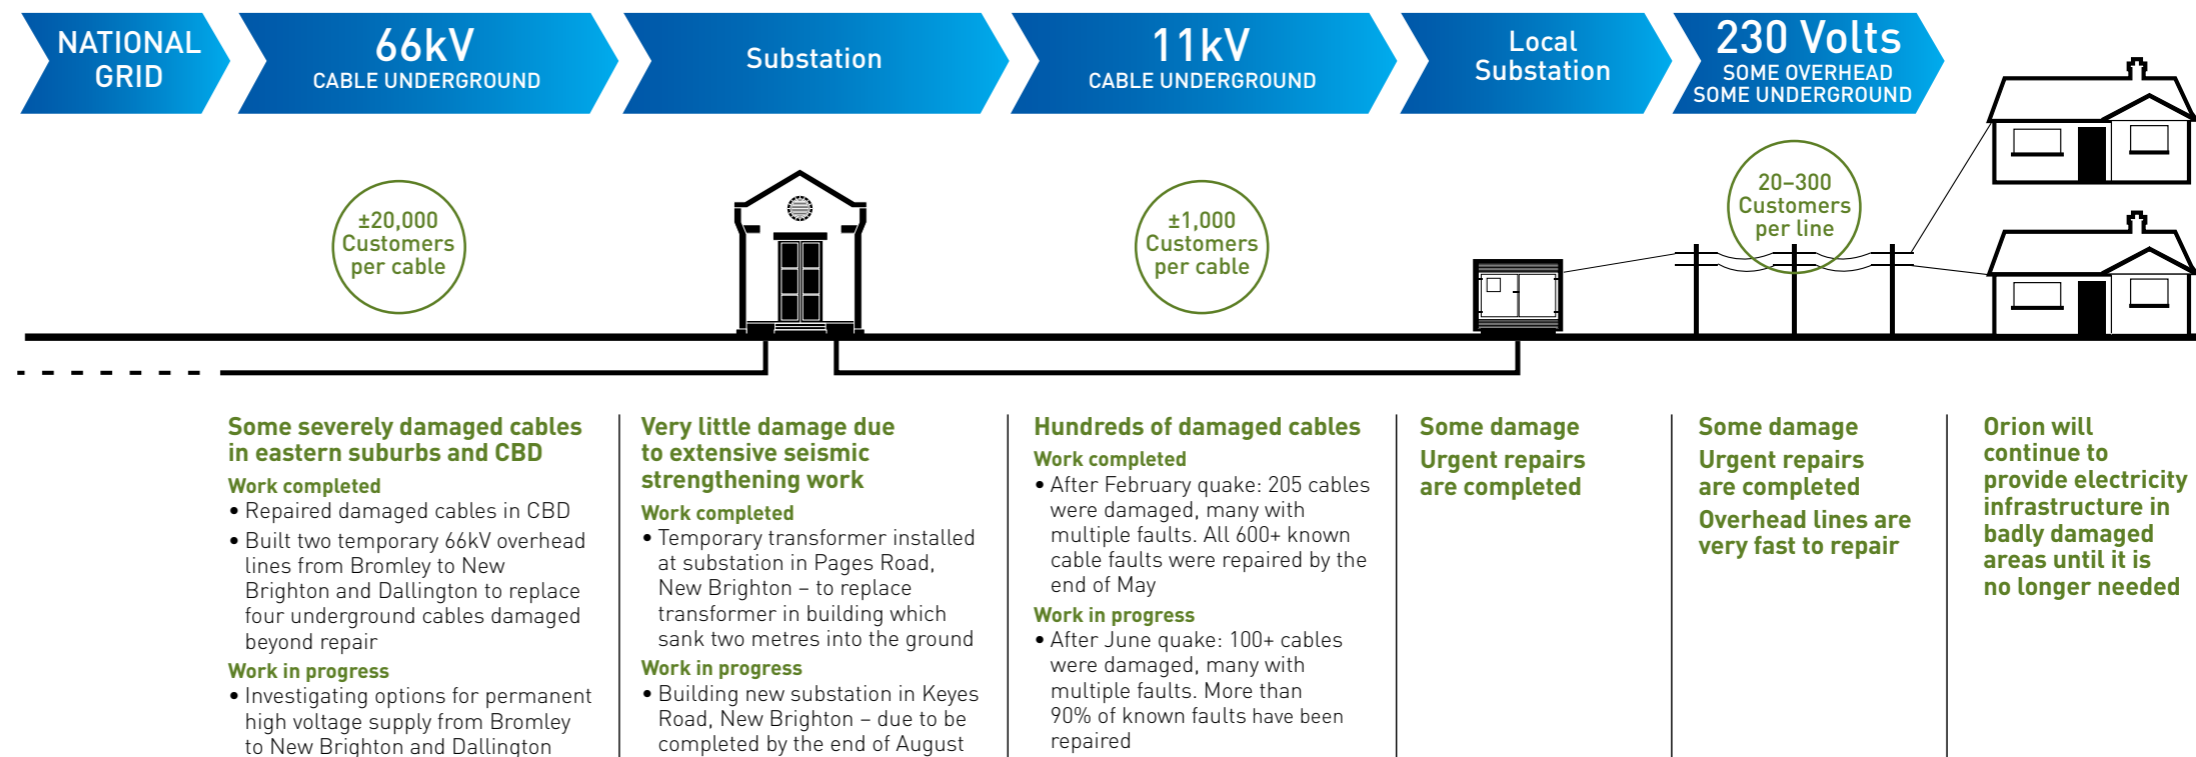 NATIONAL
GRID
66kV
CABLE UNDERGROUND
Substation
11kV
CABLE UNDERGROUND
Local
Substation
230 Volts
SOME OVERHEAD
SOME UNDERGROUND
±20,000
Customers
per cable
±1,000
Customers
per cable
20–300
Customers
per line
Some severely damaged cables
in eastern suburbs and CBD
Work completed
• Repaired damaged cables in CBD
• Built two temporary 66kV overhead
lines from Bromley to New
Brighton and Dallington to replace
four underground cables damaged
beyond repair
Work in progress
• Investigating options for permanent
high voltage supply from Bromley
to New Brighton and Dallington
Very little damage due
to extensive seismic
strengthening work
Work completed
• Temporary transformer installed
at substation in Pages Road,
New Brighton – to replace
transformer in building which
sank two metres into the ground
Work in progress
• Building new substation in Keyes
Road, New Brighton – due to be
completed by the end of August
Hundreds of damaged cables
Work completed
• After February quake: 205 cables
were damaged, many with
multiple faults. All 600+ known
cable faults were repaired by the
end of May
Work in progress
• After June quake: 100+ cables
were damaged, many with
multiple faults. More than
90% of known faults have been
repaired
Some damage
Urgent repairs
are completed
Some damage
Urgent repairs
are completed
Overhead lines are
very fast to repair
Orion will
continue to
provide electricity
infrastructure in
badly damaged
areas until it is
no longer needed